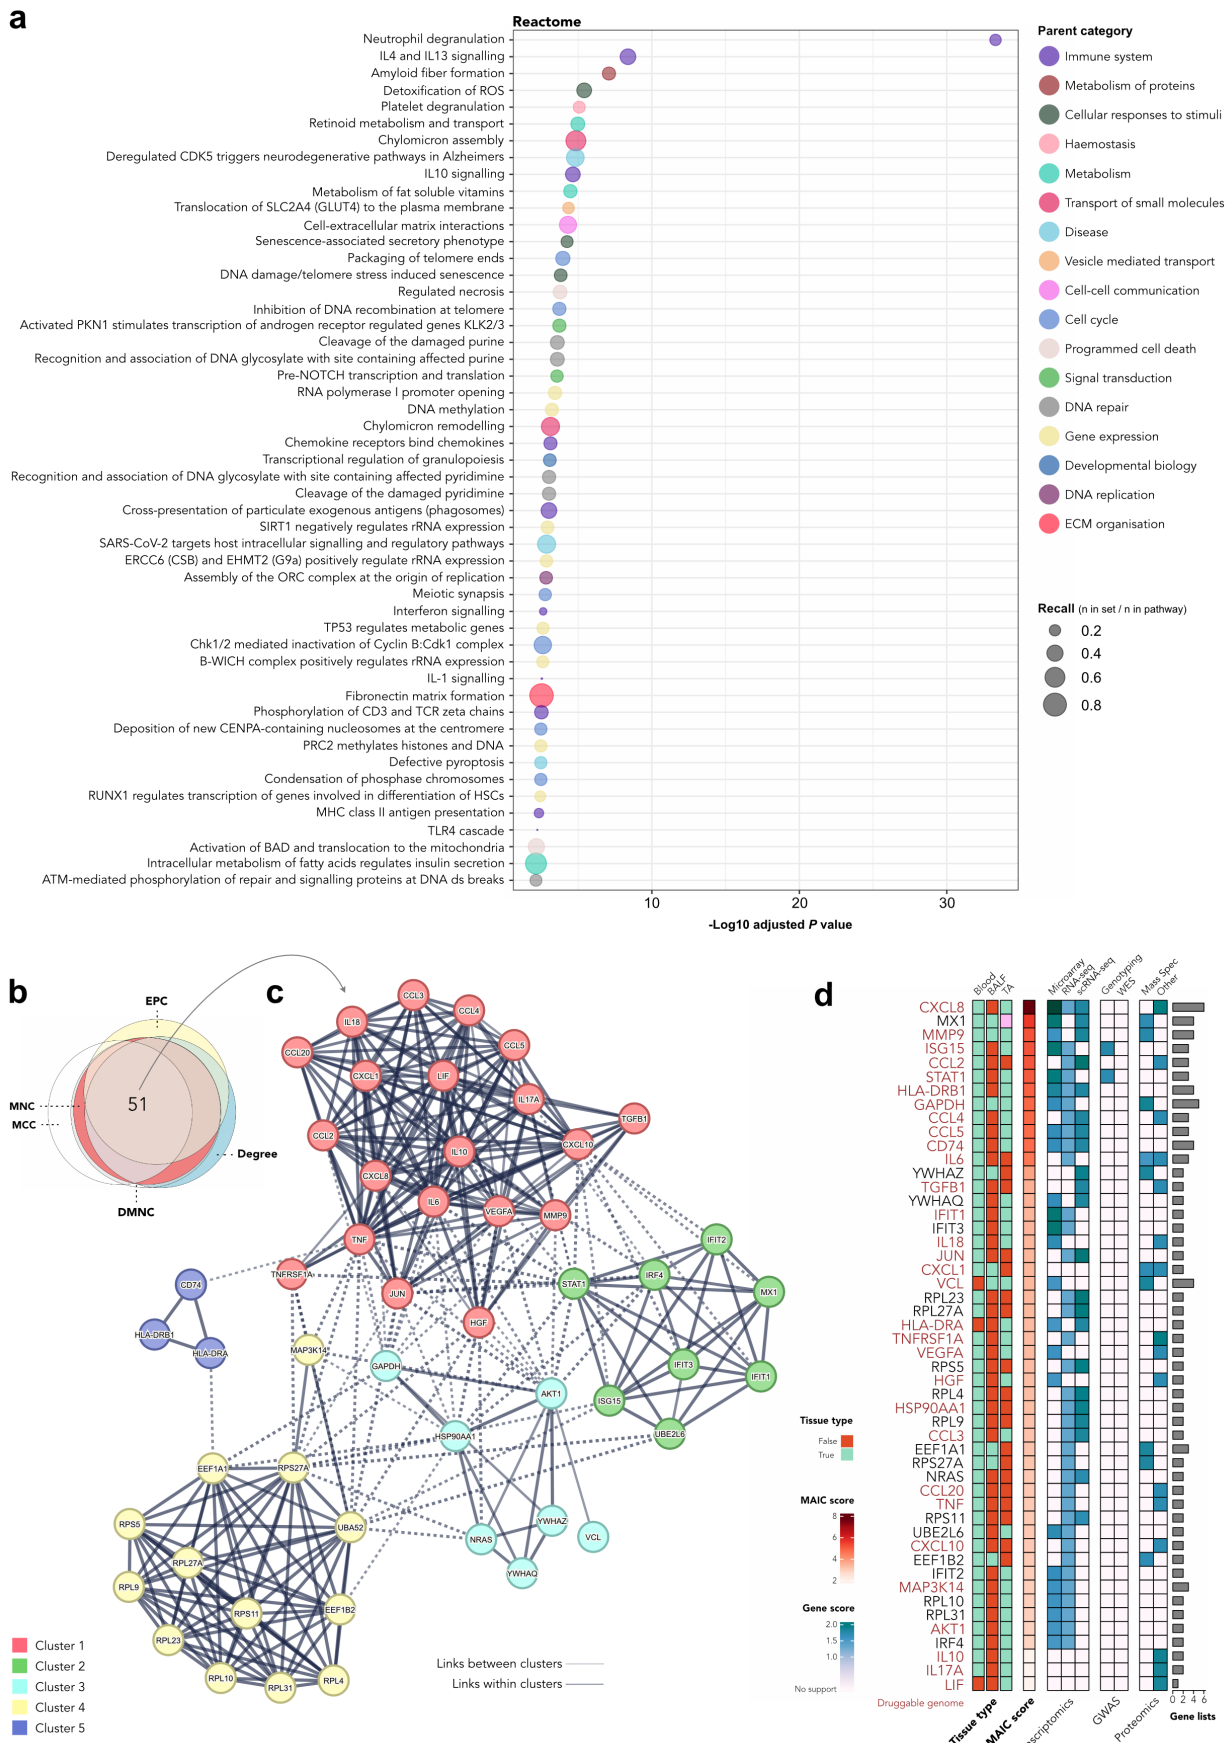 a
Reactome
Neutrophil degranulation
IL4 and IL13 signalling
Amyloid fiber formation
Detoxification of ROS
Platelet degranulation
Retinoid metabolism and transport
Chylomicron assembly
Deregulated CDK5 triggers neurodegenerative pathways in Alzheimers
IL10 signalling
Metabolism of fat soluble vitamins
Translocation of SLC2A4 (GLUT4) to the plasma membrane
Cell-extracellular matrix interactions
Senescence-associated secretory phenotype
Packaging of telomere ends
DNA damage/telomere stress induced senescence
Regulated necrosis
Inhibition of DNA recombination at telomere
Activated PKN1 stimulates transcription of androgen receptor regulated genes KLK2/3
Cleavage of the damaged purine
Recognition and association of DNA glycosylate with site containing affected purine
Pre-NOTCH transcription and translation
RNA polymerase I promoter opening
DNA methylation
Chylomicron remodelling
Chemokine receptors bind chemokines
Transcriptional regulation of granulopoiesis
Recognition and association of DNA glycosylate with site containing affected pyridimine
Cleavage of the damaged pyridimine
Cross-presentation of particulate exogenous antigens (phagosomes)
SIRT1 negatively regulates rRNA expression
SARS-CoV-2 targets host intracellular signalling and regulatory pathways
ERCC6 (CSB) and EHMT2 (G9a) positively regulate rRNA expression
Assembly of the ORC complex at the origin of replication
Meiotic synapsis
Interferon signalling
TP53 regulates metabolic genes
Chk1/2 mediated inactivation of Cyclin B:Cdk1 complex
B-WICH complex positively regulates rRNA expression
IL-1 signalling
Fibronectin matrix formation
Phosphorylation of CD3 and TCR zeta chains
Deposition of new CENPA-containing nucleosomes at the centromere
PRC2 methylates histones and DNA
Defective pyroptosis
Condensation of phosphase chromosomes
RUNX1 regulates transcription of genes involved in differentiation of HSCs
MHC class II antigen presentation
TLR4 cascade
Activation of BAD and translocation to the mitochondria
Intracellular metabolism of fatty acids regulates insulin secretion
ATM-mediated phosphorylation of repair and signalling proteins at DNA ds breaks
10
20
30
-Log10 adjusted P value
Parent category
Immune system
Metabolism of proteins
Cellular responses to stimuli
Haemostasis
Metabolism
Transport of small molecules
Disease
Vesicle mediated transport
Cell-cell communication
Cell cycle
Programmed cell death
Signal transduction
DNA repair
Gene expression
Developmental biology
DNA replication
ECM organisation
Recall (n in set / n in pathway)
0.2
0.4
0.6
0.8
b
EPC
51
MNC
MCC
Degree
DMNC
c
CCL3
CCL4
IL18
CCL5
CCL20
CXCL1
LIF
IL17A
TGFB1
CCL2
CXCL10
IL10
CXCL8
IL6
VEGFA
MMP9
TNF
TNFRSF1A
JUN
HGF
IFIT2
IRF4
STAT1
MX1
IFIT3
IFIT1
ISG15
UBE2L6
CD74
HLA-DRB1
HLA-DRA
MAP3K14
GAPDH
AKT1
HSP90AA1
EEF1A1
RPS27A
UBA52
RPS5
RPL27A
RPL9
RPS11
EEF1B2
RPL23
RPL10
RPL31
RPL4
NRAS
YWHAZ
VCL
YWHAQ
Cluster 1
Cluster 2
Cluster 3
Cluster 4
Cluster 5
Links between clusters
Links within clusters
d
Blood
BALF
TA
Microarray
RNA-seq
scRNA-seq
Genotyping
WES
Mass Spec
Other
CXCL8
MX1
MMP9
ISG15
CCL2
STAT1
HLA-DRB1
GAPDH
CCL4
CCL5
CD74
IL6
YWHAZ
TGFB1
YWHAQ
IFIT1
IFIT3
IL18
JUN
CXCL1
VCL
RPL23
RPL27A
HLA-DRA
TNFRSF1A
VEGFA
RPS5
HGF
RPL4
HSP90AA1
RPL9
CCL3
EEF1A1
RPS27A
NRAS
CCL20
TNF
RPS11
UBE2L6
CXCL10
EEF1B2
IFIT2
MAP3K14
RPL10
RPL31
AKT1
IRF4
IL10
IL17A
LIF
Druggable genome
Tissue type
False
True
MAIC score
8
6
4
2
Gene score
2.0
1.5
1.0
No support
Tissue type
MAIC score
nscriptomics
GWAS
Proteomics
0 2 4 6
Gene lists